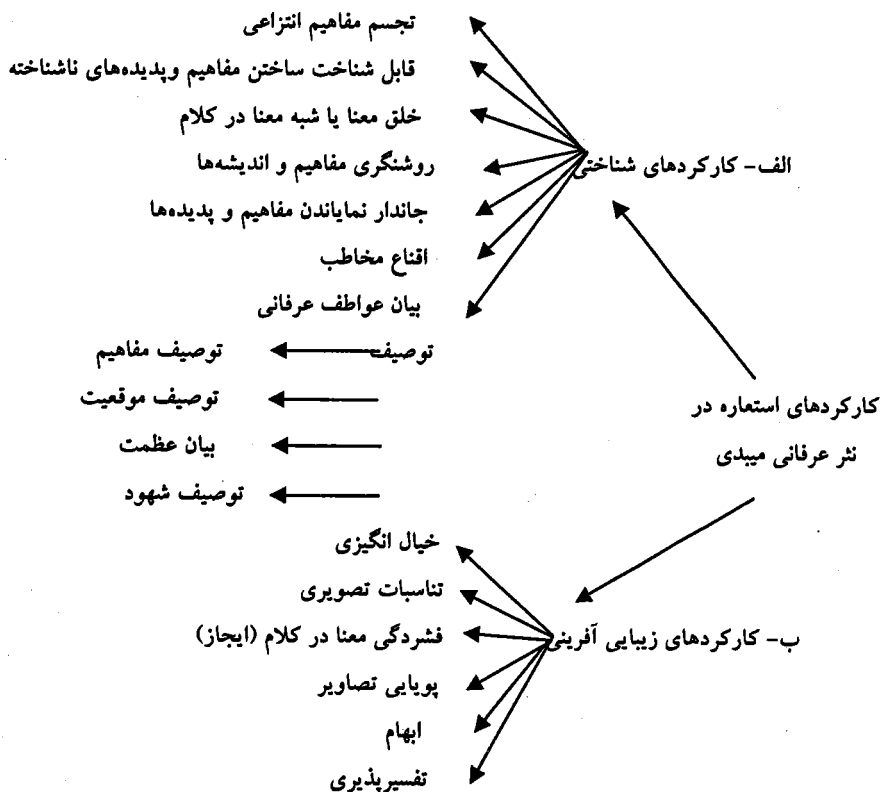 تجسم مفاهیم انتزاعی
قابل شناخت ساختن مفاهیم وپدیده‌های ناشناخته
خلق معنا یا شبه معنا در کلام
الف- کارکردهای شناختی
روشنگری مفاهیم و اندیشه‌ها
جاندار نمایاندن مفاهیم و پدیده‌ها
اقناع مخاطب
بیان عواطف عرفانی
توصیف
توصیف مفاهیم
کارکردهای استعاره در
توصیف موقعیت
نثر عرفانی میبدی
بیان عظمت
توصیف شهود
خیال انگیزی
تناسبات تصویری
ب- کارکردهای زیبایی آفرینی
فشردگی معنا در کلام (ایجاز)
پویایی تصاویر
ابهام
تفسیرپذیری